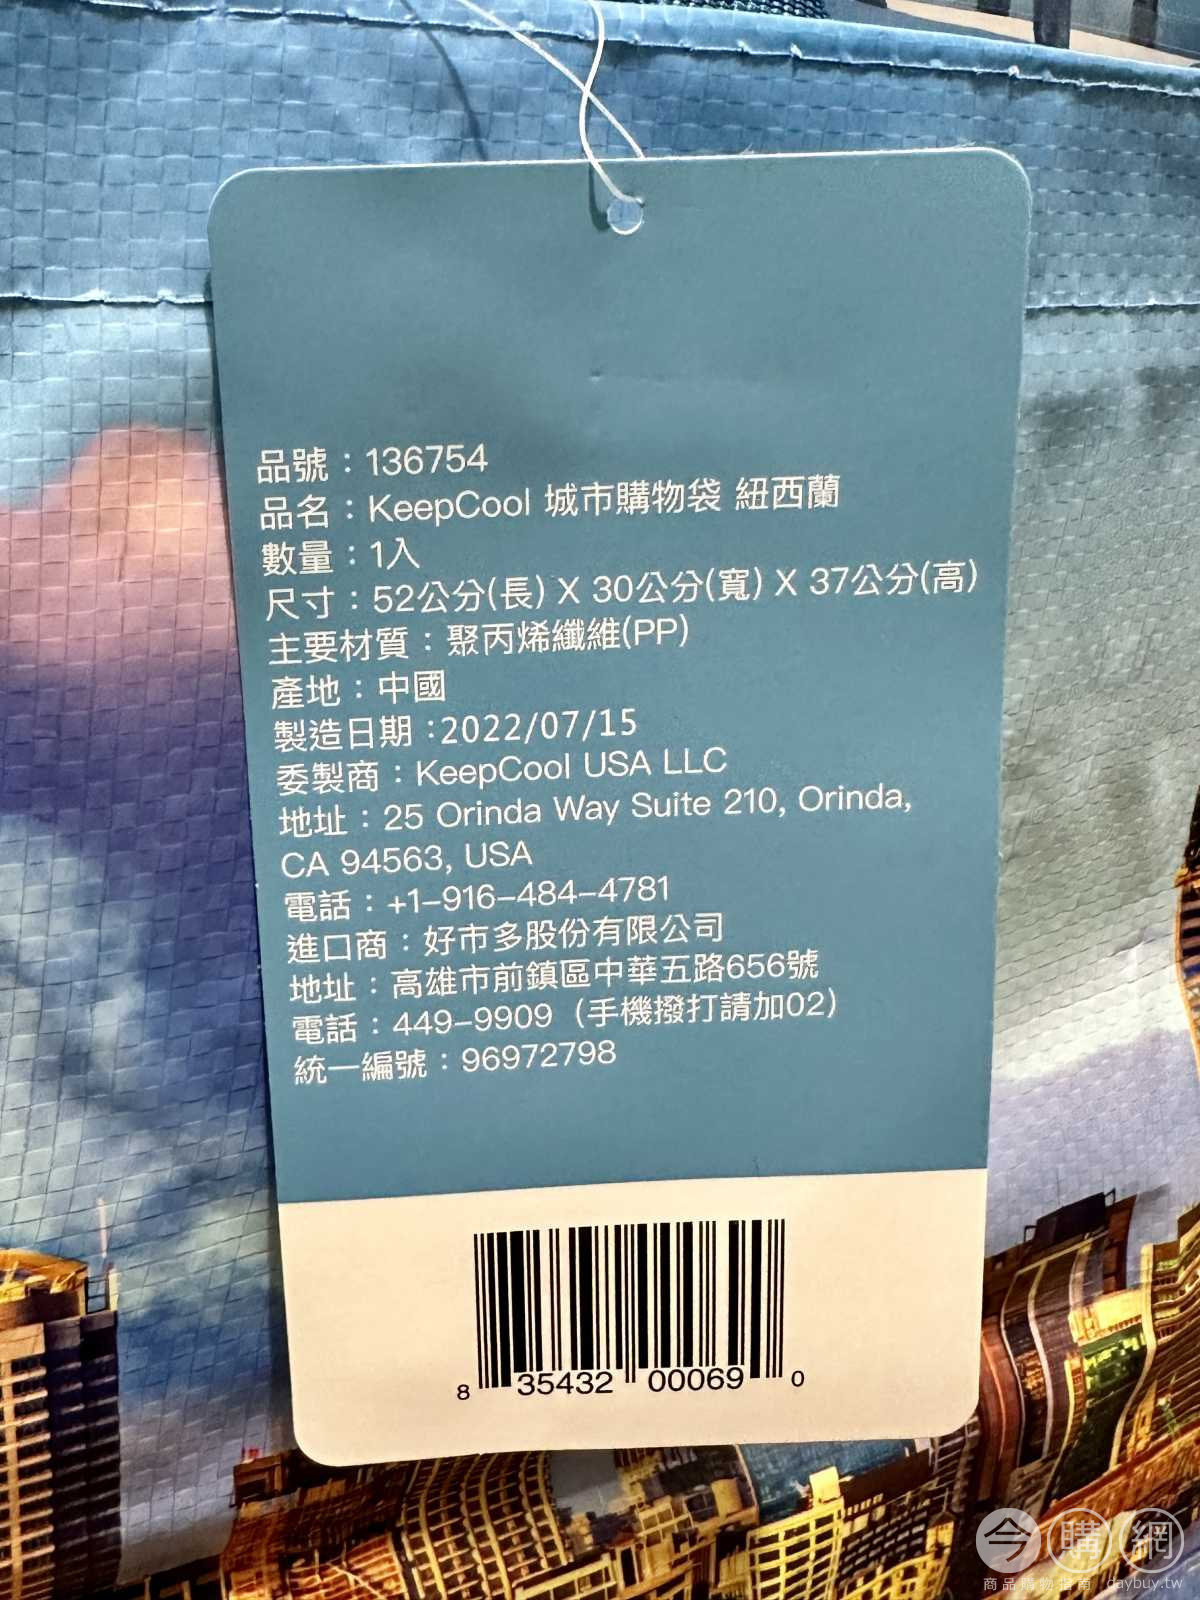 品號：136754
品名：KeepCool 城市購物袋 紐西蘭
數量：1入
尺寸：52公分(長) X 30公分(寬) X 37公分(高)
主要材質：聚丙烯纖維(PP)
產地：中國
製造日期：2022/07/15
委製商：KeepCool USA LLC
地址：25 Orinda Way Suite 210, Orinda,
CA 94563, USA
電話：+1-916-484-4781
進口商：好市多股份有限公司
地址：高雄市前鎮區中華五路656號
電話：449-9909（手機撥打請加02）
統一編號：96972798
8 35432 00069 0
今購網
商品購物指南 daybuy.tw